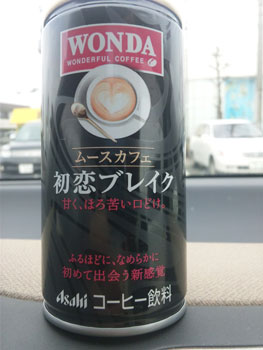 WONDA
WONDERFUL COFFEE
ムースカフェ
初恋ブレイク
甘く、ほろ苦い口どけ。
ふるほどに、なめらかに
初めて出会う新感覚
Asahi コーヒー飲料